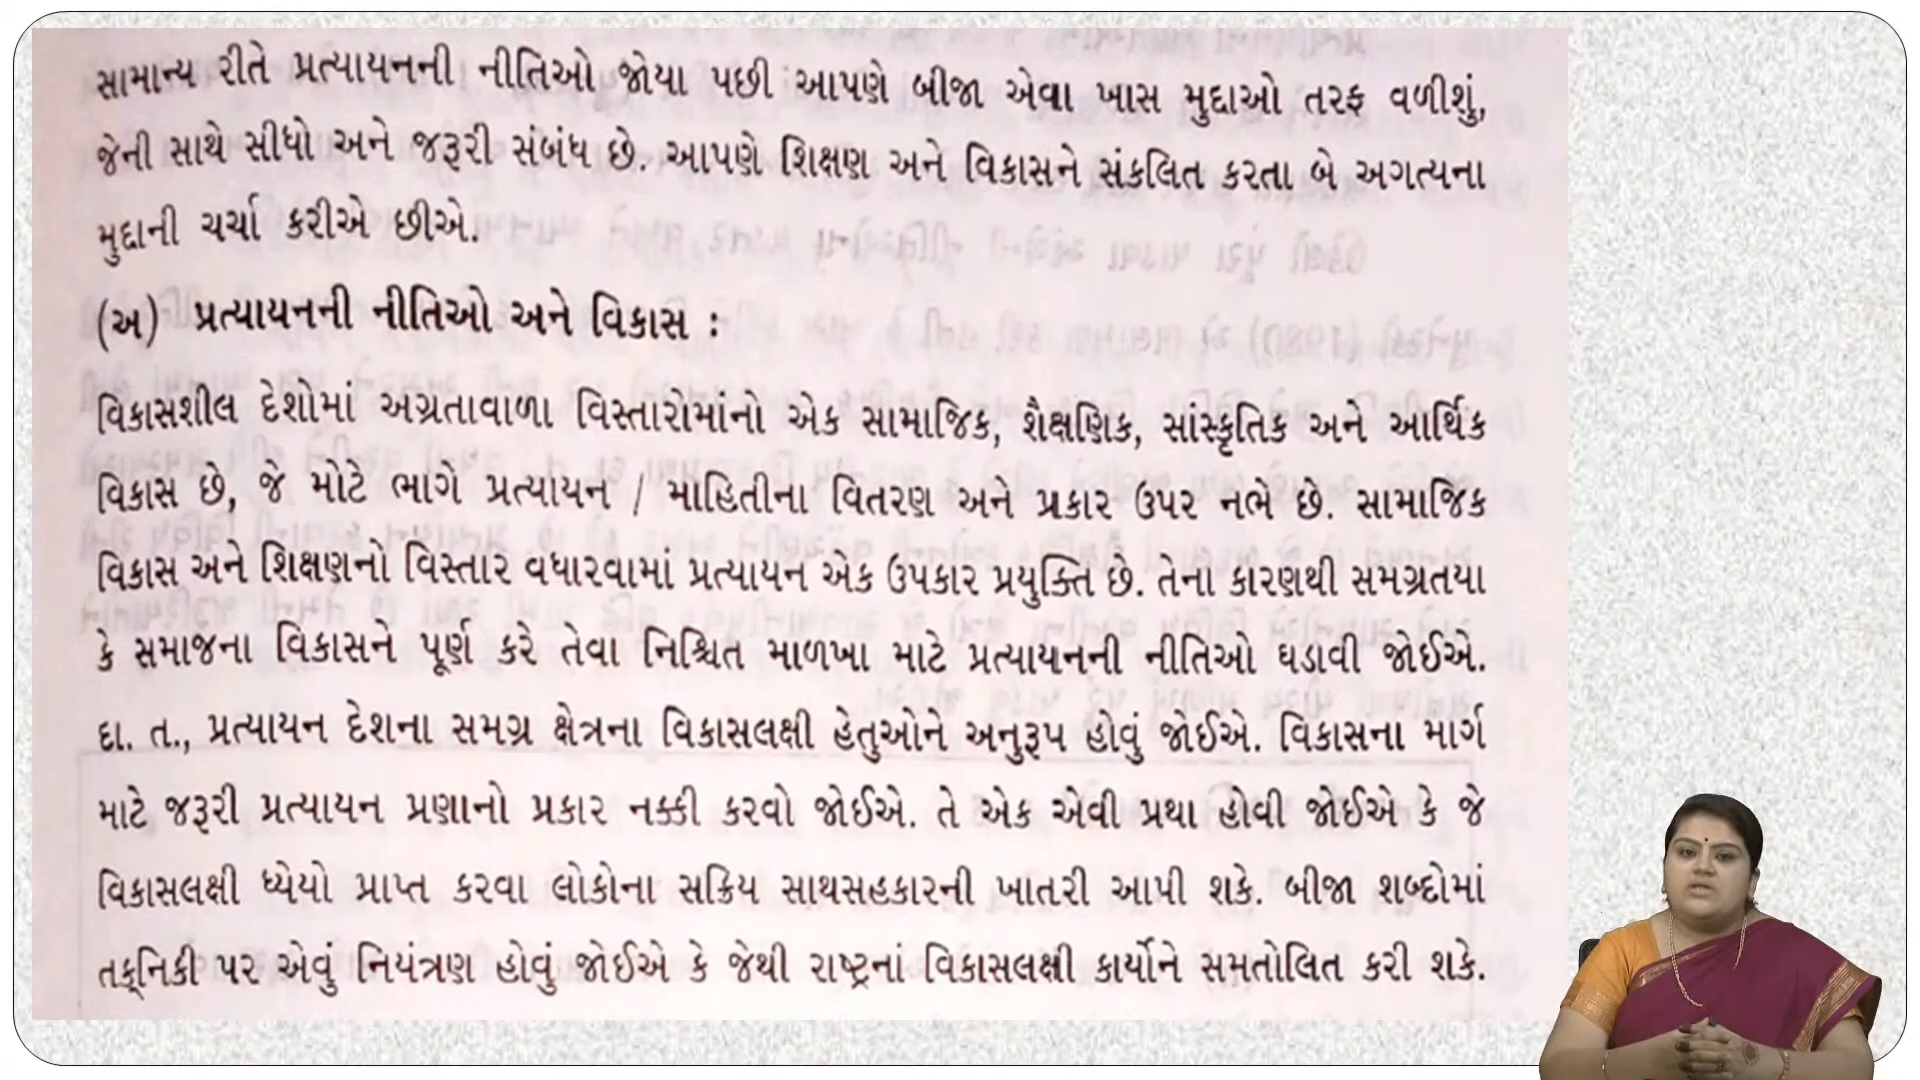 સામાન્ય રીતે પ્રત્યાયનની નીતિઓ જોયા પછી આપણે બીજા એવા ખાસ મુદ્દાઓ તરફ વળીશું,
જેની સાથે સીધો અને જરૂરી સંબંધ છે. આપણે શિક્ષણ અને વિકાસને સંકલિત કરતા બે અગત્યના
મુદ્દાની ચર્ચા કરીએ છીએ.
(અ) પ્રત્યાયનની નીતિઓ અને વિકાસ :
વિકાસશીલ દેશોમાં અગ્રતાવાળા વિસ્તારોમાંનો એક સામાજિક, શૈક્ષણિક, સાંસ્કૃતિક અને આર્થિક
વિકાસ છે, જે મોટે ભાગે પ્રત્યાયન / માહિતીના વિતરણ અને પ્રકાર ઉપર નભે છે. સામાજિક
વિકાસ અને શિક્ષણનો વિસ્તાર વધારવામાં પ્રત્યાયન એક ઉપકાર પ્રયુક્તિ છે. તેના કારણથી સમગ્રતયા
કે સમાજના વિકાસને પૂર્ણ કરે તેવા નિશ્ચિત માળખા માટે પ્રત્યાયનની નીતિઓ ઘડાવી જોઈએ.
દા. ત., પ્રત્યાયન દેશના સમગ્ર ક્ષેત્રના વિકાસલક્ષી હેતુઓને અનુરૂપ હોવું જોઈએ. વિકાસના માર્ગ
માટે જરૂરી પ્રત્યાયન પ્રણાનો પ્રકાર નક્કી કરવો જોઈએ. તે એક એવી પ્રથા હોવી જોઈએ કે જે
વિકાસલક્ષી ધ્યેયો પ્રાપ્ત કરવા લોકોના સક્રિય સાથસહકારની ખાતરી આપી શકે. બીજા શબ્દોમાં
તક્નિકી પર એવું નિયંત્રણ હોવું જોઈએ કે જેથી રાષ્ટ્રનાં વિકાસલક્ષી કાર્યોને સમતોલિત કરી શકે.